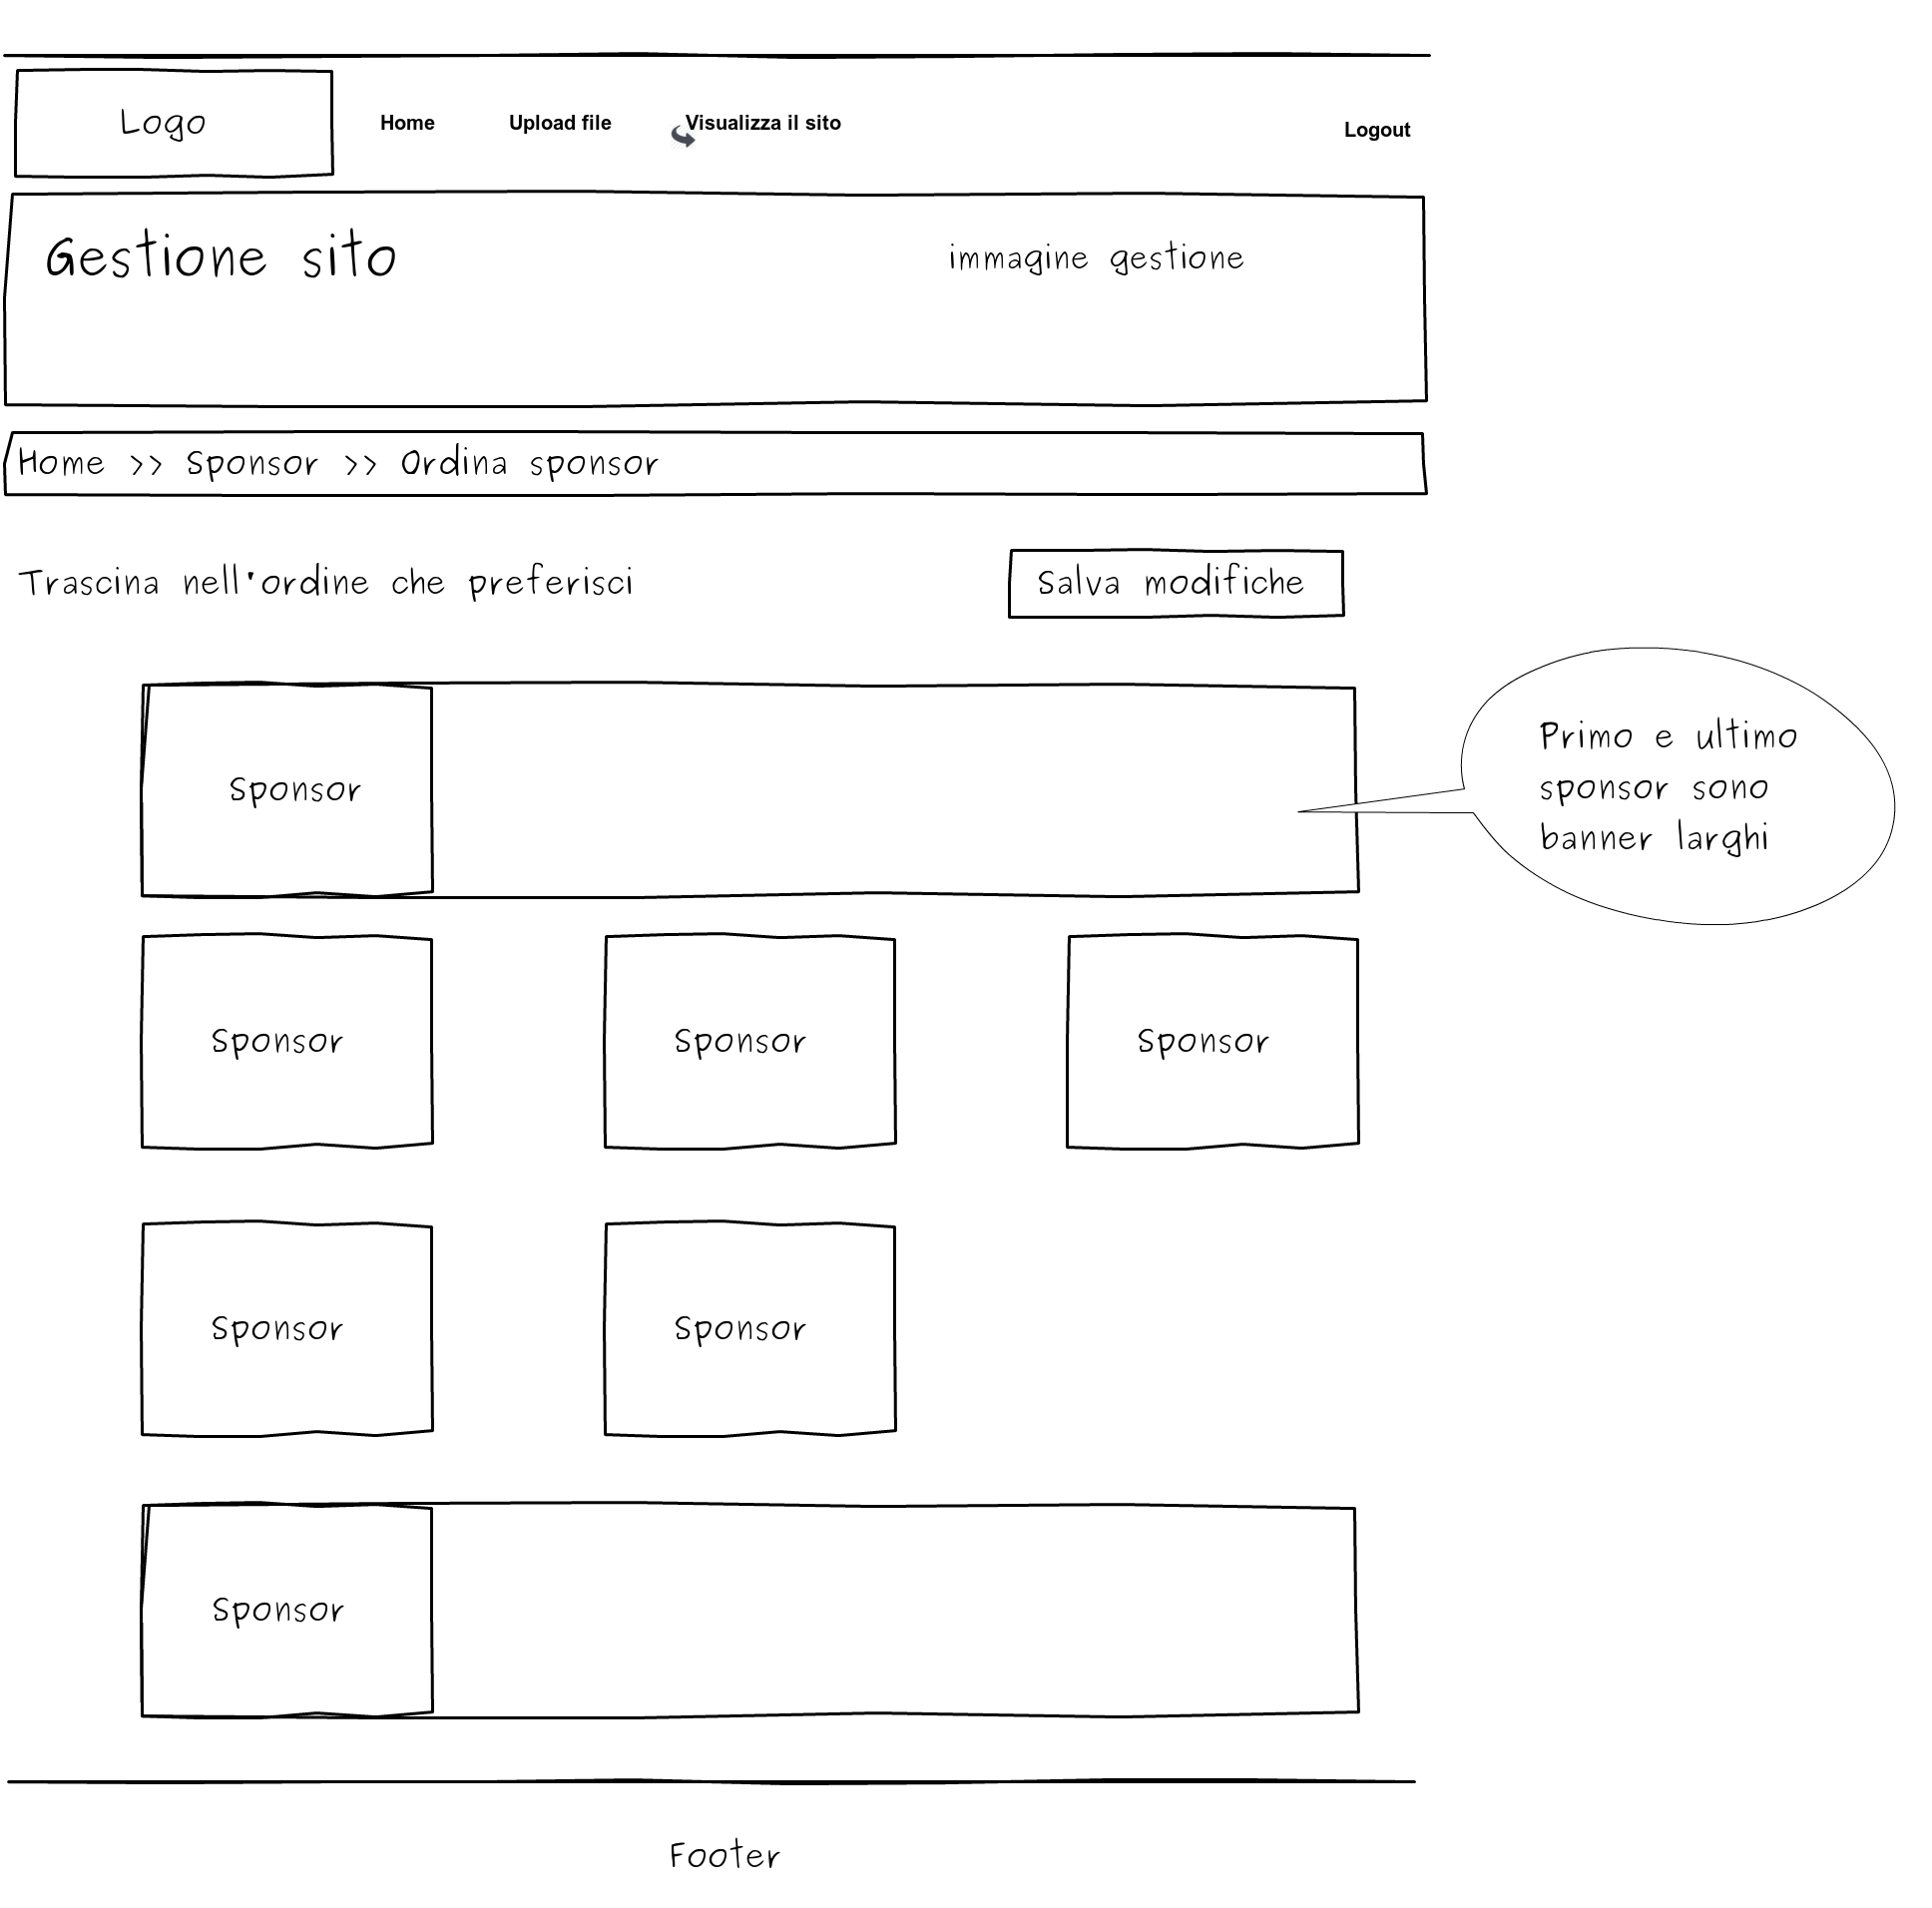 Logo
Home
Upload file
Visualizza il sito
Logout
Gestione sito
immagine gestione
Home >> Sponsor >> Ordina sponsor
Trascina nell'ordine che preferisci
Salva modifiche
Primo e ultimo
sponsor sono
banner larghi
Sponsor
Sponsor
Sponsor
Sponsor
Sponsor
Sponsor
Sponsor
Footer